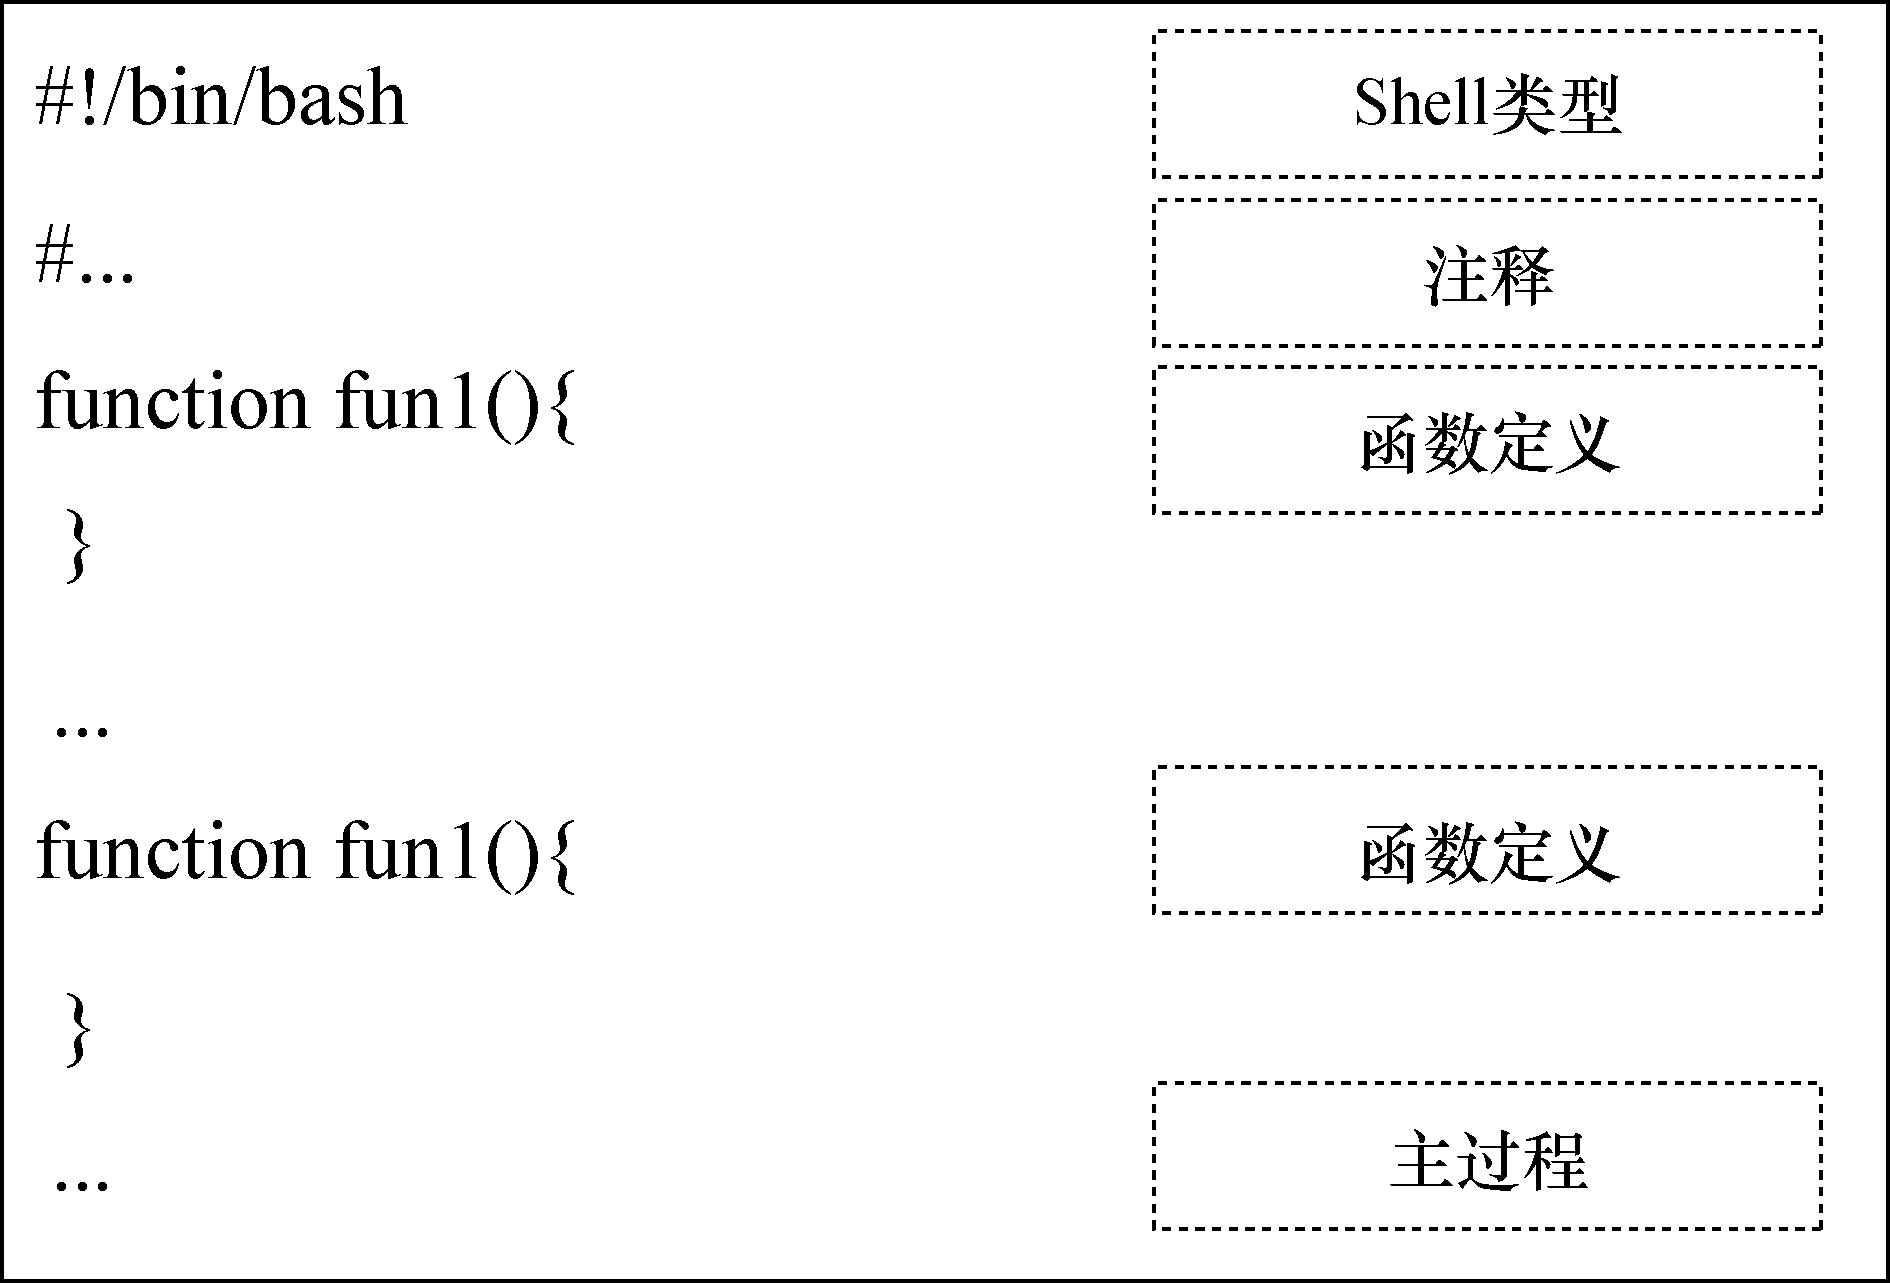 #!/bin/bash
Shell类型
#...
注释
function fun1(){
函数定义
}
...
function fun1(){
函数定义
}
...
主过程